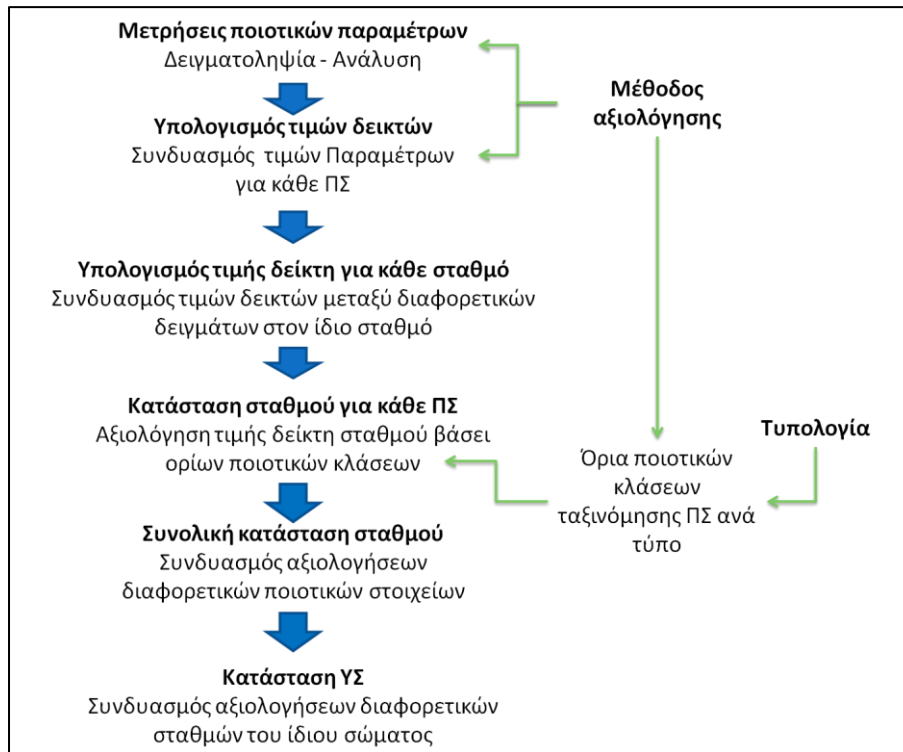 Μετρήσεις ποιοτικών παραμέτρων
Δειγματοληψία - Ανάλυση
Υπολογισμός τιμών δεικτών
Συνδυασμός τιμών Παραμέτρων
για κάθε ΠΣ
Υπολογισμός τιμής δείκτη για κάθε σταθμό
Συνδυασμός τιμών δεικτών μεταξύ διαφορετικών
δειγμάτων στον ίδιο σταθμό
Κατάσταση σταθμού για κάθε ΠΣ
Αξιολόγηση τιμής δείκτη σταθμού βάσει
ορίων ποιοτικών κλάσεων
Συνολική κατάσταση σταθμού
Συνδυασμός αξιολογήσεων
διαφορετικών ποιοτικών στοιχείων
Κατάσταση ΥΣ
Συνδυασμός αξιολογήσεων διαφορετικών
σταθμών του ίδιου σώματος
Μέθοδος
αξιολόγησης
Τυπολογία
Όρια ποιοτικών
κλάσεων
ταξινόμησης ΠΣ ανά
τύπο